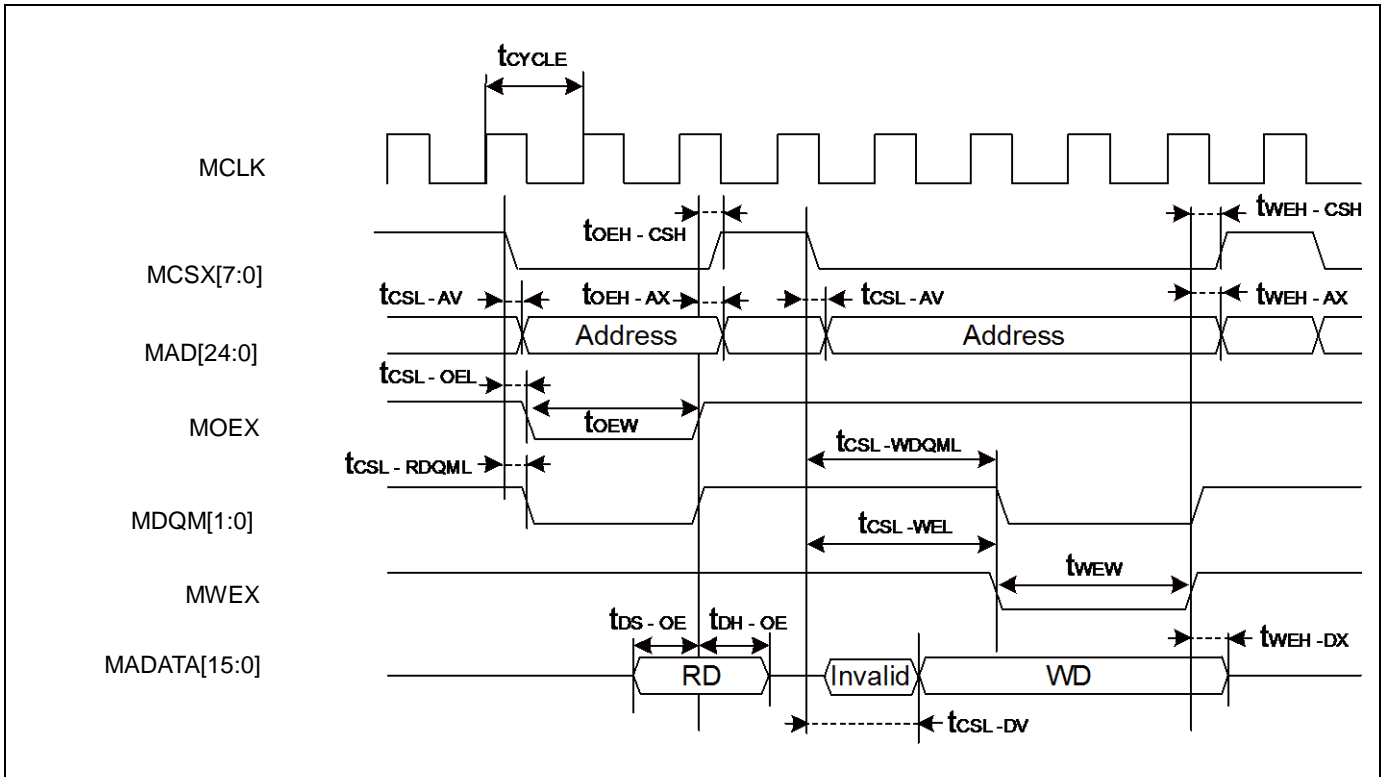 tCYCLE
MCLK
tOEH - CSH
tWEH - CSH
MCSX[7:0]
tCSL - AV
tOEH - AX
tCSL - AV
tWEH - AX
MAD[24:0]
Address
Address
tCSL - OEL
MOEX
tOEW
tCSL -WDQML
tCSL - RDQML
MDQM[1:0]
tCSL -WEL
tWEW
MWEX
tDS - OE
tDH - OE
tWEH -DX
MADATA[15:0]
RD
Invalid
WD
tCSL -DV